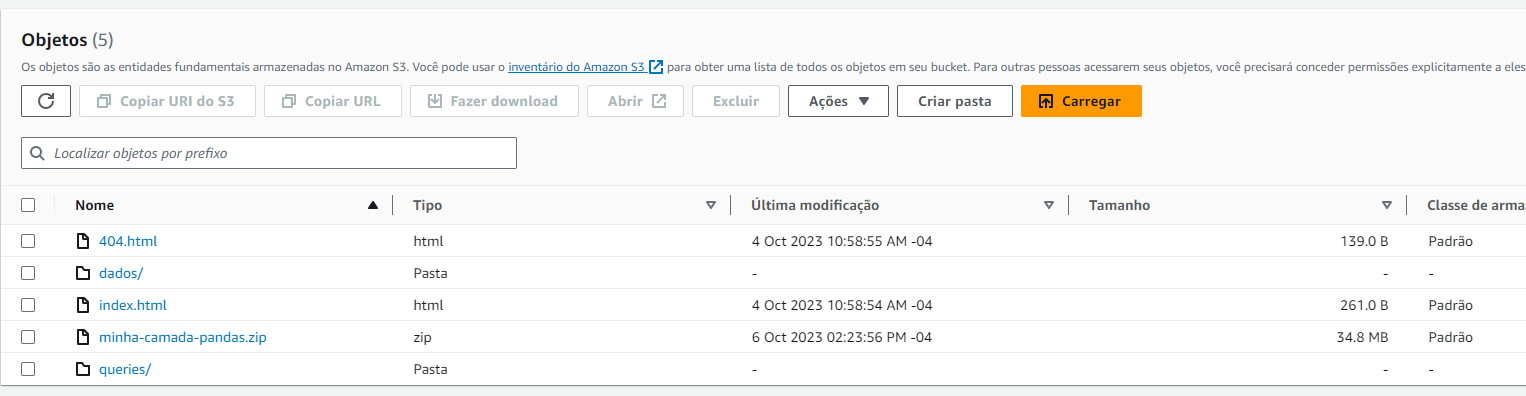 Objetos (5)
Os objetos são as entidades fundamentais armazenadas no Amazon S3. Você pode usar o inventário do Amazon S3 para obter uma lista de todos os objetos em seu bucket. Para outras pessoas acessarem seus objetos, você precisará conceder permissões explicitamente a eles
Copiar URI do S3 Copiar URL Fazer download Abrir Excluir Ações Criar pasta Carregar
Localizar objetos por prefixo
Nome Tipo Última modificação Tamanho Classe de arma
404.html html 4 Oct 2023 10:58:55 AM -04 139.0 B Padrão
dados/ Pasta - - -
index.html html 4 Oct 2023 10:58:54 AM -04 261.0 B Padrão
minha-camada-pandas.zip zip 6 Oct 2023 02:23:56 PM -04 34.8 MB Padrão
queries/ Pasta - - -